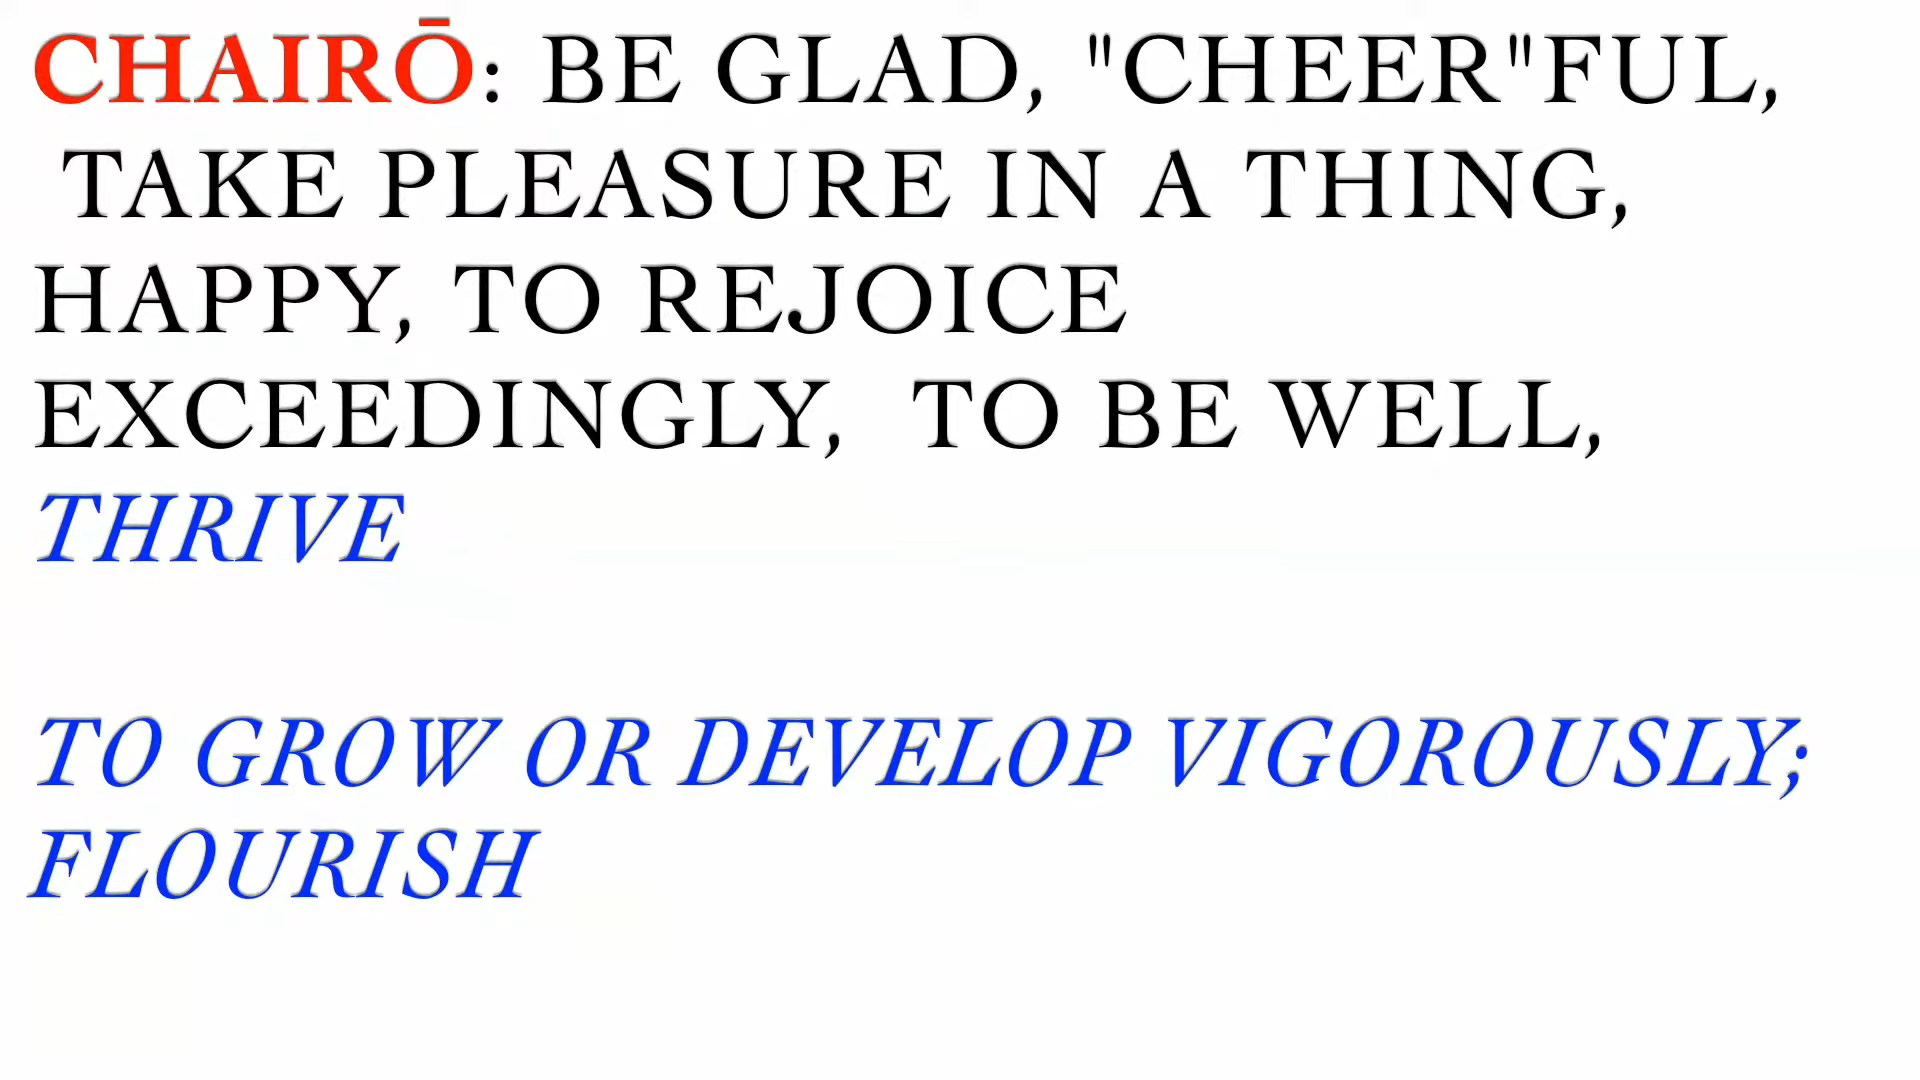 CHAIRŌ: BE GLAD, "CHEER"FUL,
TAKE PLEASURE IN A THING,
HAPPY, TO REJOICE
EXCEEDINGLY, TO BE WELL,
THRIVE
TO GROW OR DEVELOP VIGOROUSLY;
FLOURISH